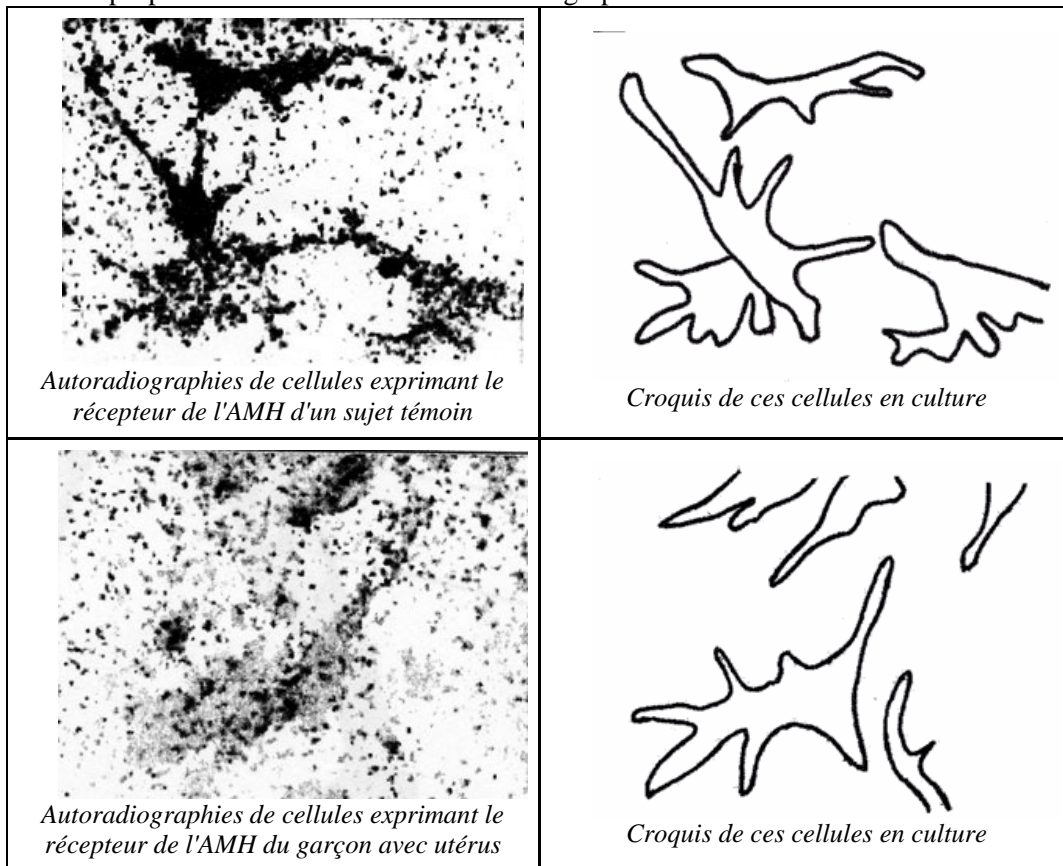 Autoradiographies de cellules exprimant le
récepteur de l'AMH d'un sujet témoin
Croquis de ces cellules en culture
Autoradiographies de cellules exprimant le
récepteur de l'AMH du garçon avec utérus
Croquis de ces cellules en culture